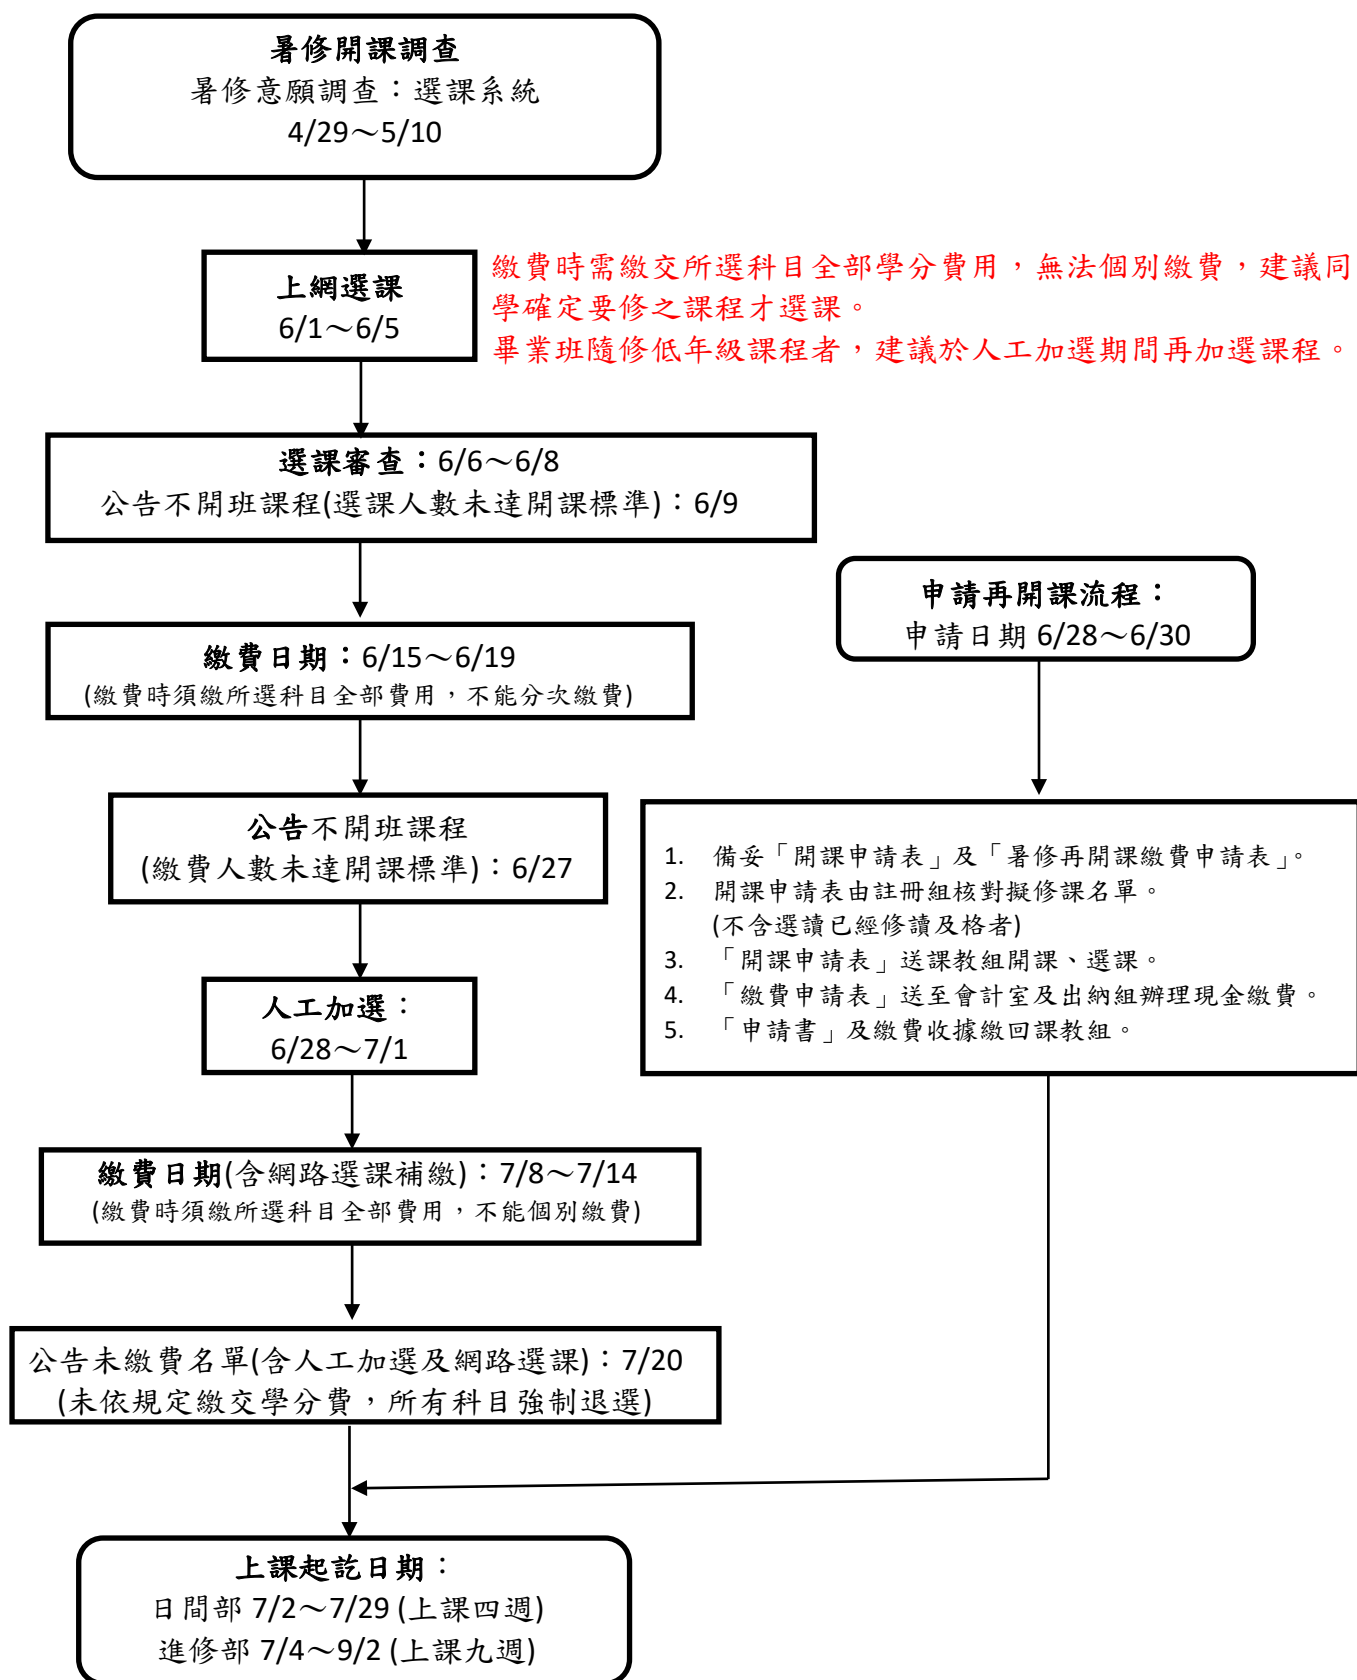 暑修開課調查
暑修意願調查：選課系統
4/29～5/10
上網選課
6/1～6/5
繳費時需繳交所選科目全部學分費用，無法個別繳費，建議同
學確定要修之課程才選課。
畢業班隨修低年級課程者，建議於人工加選期間再加選課程。
選課審查：6/6～6/8
公告不開班課程(選課人數未達開課標準)：6/9
繳費日期：6/15～6/19
(繳費時須繳所選科目全部費用，不能分次繳費)
公告不開班課程
(繳費人數未達開課標準)：6/27
人工加選：
6/28～7/1
繳費日期(含網路選課補繳)：7/8～7/14
(繳費時須繳所選科目全部費用，不能個別繳費)
公告未繳費名單(含人工加選及網路選課)：7/20
(未依規定繳交學分費，所有科目強制退選)
申請再開課流程：
申請日期 6/28～6/30
1. 備妥「開課申請表」及「暑修再開課繳費申請表」。
2. 開課申請表由註冊組核對擬修課名單。
(不含選讀已經修讀及格者)
3. 「開課申請表」送課教組開課、選課。
4. 「繳費申請表」送至會計室及出納組辦理現金繳費。
5. 「申請書」及繳費收據繳回課教組。
上課起訖日期：
日間部 7/2～7/29 (上課四週)
進修部 7/4～9/2 (上課九週)